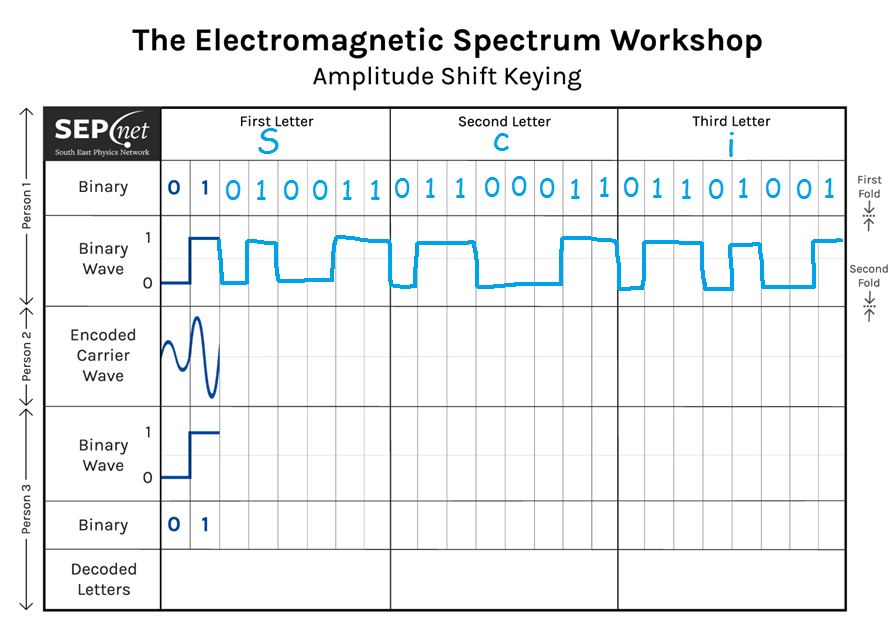 The Electromagnetic Spectrum Workshop
Amplitude Shift Keying
SEPnet
South East Physics Network
First Letter
S
Second Letter
c
Third Letter
i
Person 1
Binary
0 1 0 1 0 0 1 1 0 1 1 0 0 0 1 1 0 1 1 0 1 0 0 1
First
Fold
Binary
Wave
1
0
Second
Fold
Person 2
Encoded
Carrier
Wave
Person 3
Binary
Wave
1
0
Binary
0 1
Decoded
Letters